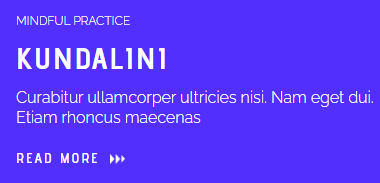 MINDFUL PRACTICE
KUNDALINI
Curabitur ullamcorper ultricies nisi. Nam eget dui.
Etiam rhoncus maecenas
READ MORE